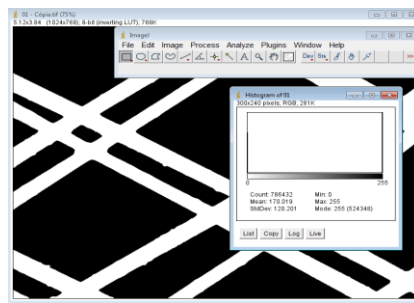 01 - Cópia.tif (75%)
5.12x3.84 (1024x768); 8-bit (inverting LUT); 768K
ImageJ
File Edit Image Process Analyze Plugins Window Help
Dev Stk
Histogram of 01
300x240 pixels; RGB; 281K
0 255
Count: 786432 Min: 0
Mean: 170.019 Max: 255
StdDev: 120.201 Mode: 255 (524348)
List Copy Log Live